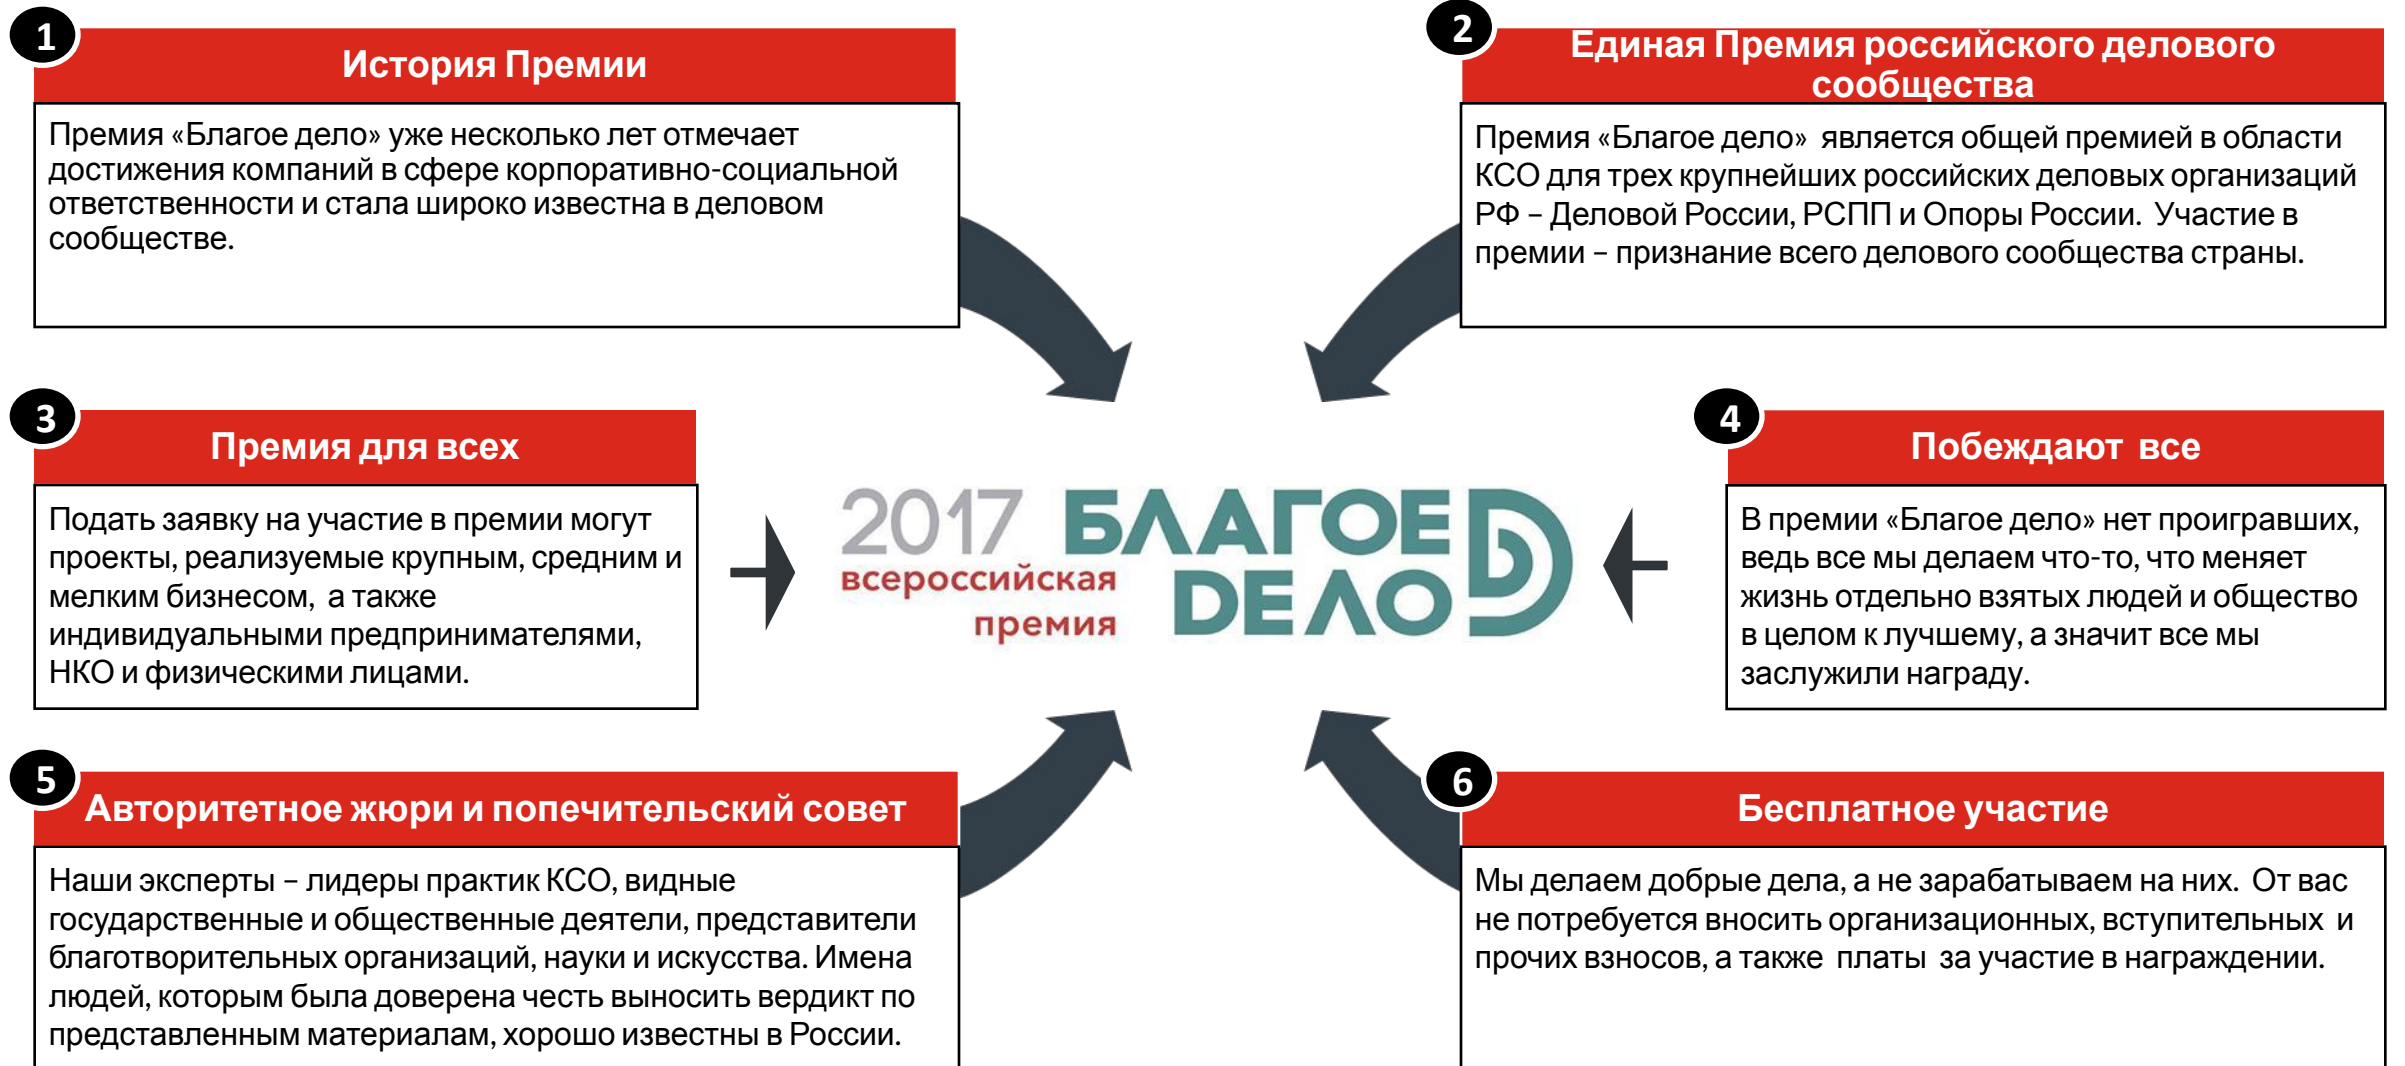 1
История Премии
Премия «Благое дело» уже несколько лет отмечает
достижения компаний в сфере корпоративно-социальной
ответственности и стала широко известна в деловом
сообществе.
2
Единая Премия российского делового
сообщества
Премия «Благое дело» является общей премией в области
КСО для трех крупнейших российских деловых организаций
РФ – Деловой России, РСПП и Опоры России. Участие в
премии – признание всего делового сообщества страны.
3
Премия для всех
Подать заявку на участие в премии могут
проекты, реализуемые крупным, средним и
мелким бизнесом, а также
индивидуальными предпринимателями,
НКО и физическими лицами.
2017
всероссийская
премия
БЛАГОЕ
DЕЛО
4
Побеждают все
В премии «Благое дело» нет проигравших,
ведь все мы делаем что-то, что меняет
жизнь отдельно взятых людей и общество
в целом к лучшему, а значит все мы
заслужили награду.
5
Авторитетное жюри и попечительский совет
Наши эксперты – лидеры практик КСО, видные
государственные и общественные деятели, представители
благотворительных организаций, науки и искусства. Имена
людей, которым была доверена честь выносить вердикт по
представленным материалам, хорошо известны в России.
6
Бесплатное участие
Мы делаем добрые дела, а не зарабатываем на них. От вас
не потребуется вносить организационных, вступительных и
прочих взносов, а также платы за участие в награждении.